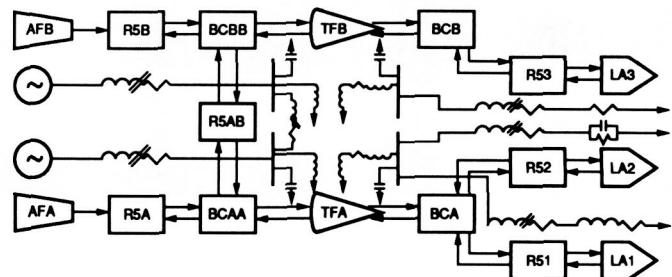 AFB
R5B
BCBB
TFB
BCB
R53
LA3
R5AB
R52
LA2
AFA
R5A
BCAA
TFA
BCA
R51
LA1